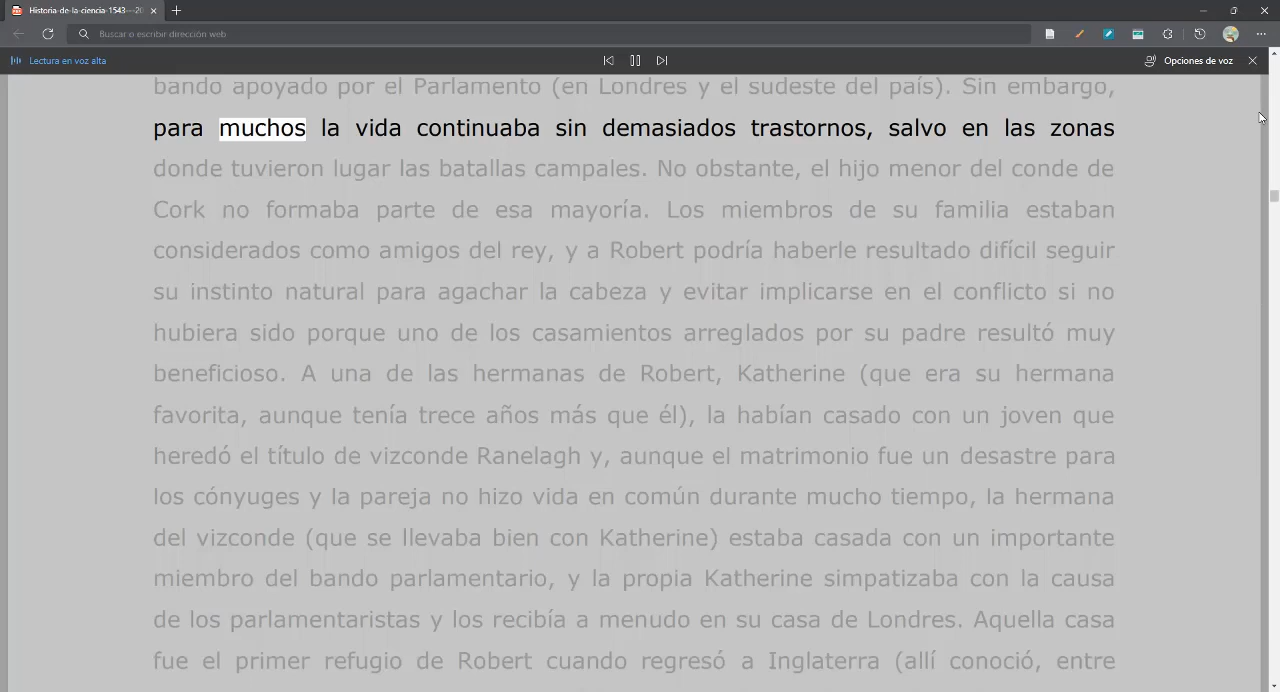 Historia-de-la-ciencia-1543---20
Buscar o escribir dirección web
Lectura en voz alta
Opciones de voz
bando apoyado por el Parlamento (en Londres y el sudeste del país). Sin embargo,
para muchos la vida continuaba sin demasiados trastornos, salvo en las zonas
donde tuvieron lugar las batallas campales. No obstante, el hijo menor del conde de
Cork no formaba parte de esa mayoría. Los miembros de su familia estaban
considerados como amigos del rey, y a Robert podría haberle resultado difícil seguir
su instinto natural para agachar la cabeza y evitar implicarse en el conflicto si no
hubiera sido porque uno de los casamientos arreglados por su padre resultó muy
beneficioso. A una de las hermanas de Robert, Katherine (que era su hermana
favorita, aunque tenía trece años más que él), la habían casado con un joven que
heredó el título de vizconde Ranelagh y, aunque el matrimonio fue un desastre para
los cónyuges y la pareja no hizo vida en común durante mucho tiempo, la hermana
del vizconde (que se llevaba bien con Katherine) estaba casada con un importante
miembro del bando parlamentario, y la propia Katherine simpatizaba con la causa
de los parlamentaristas y los recibía a menudo en su casa de Londres. Aquella casa
fue el primer refugio de Robert cuando regresó a Inglaterra (allí conoció, entre